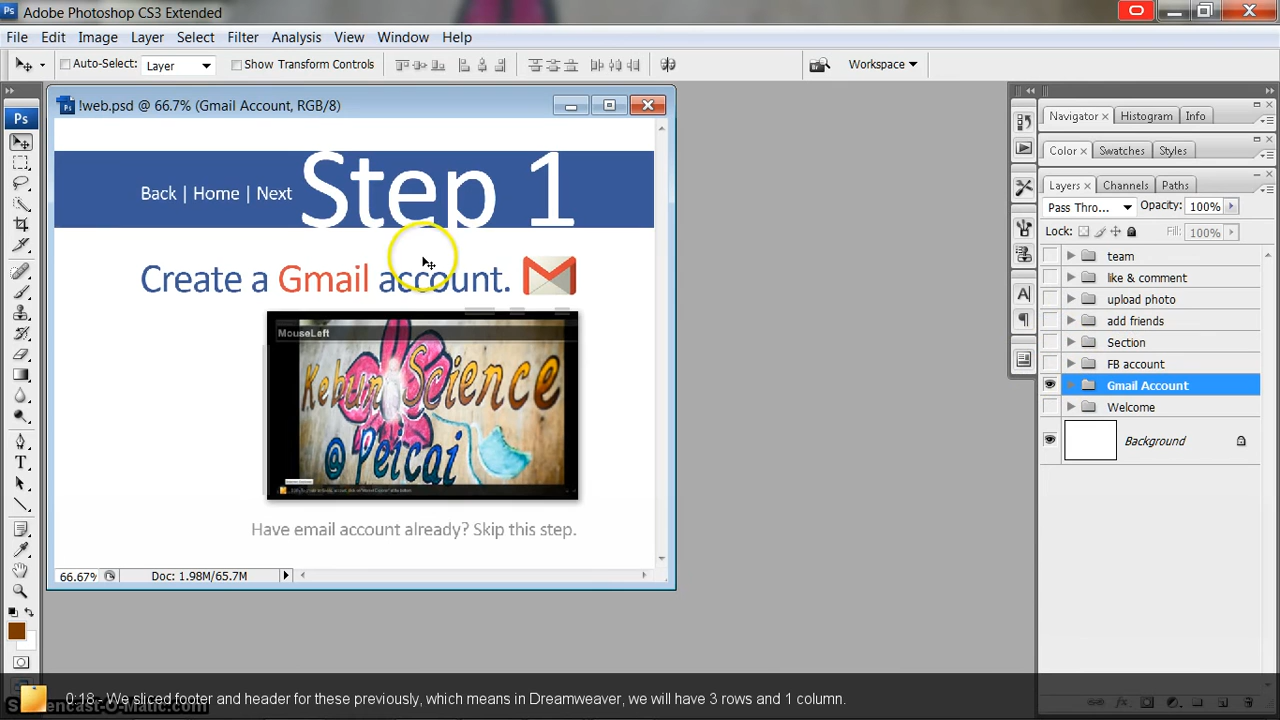 Ps Adobe Photoshop CS3 Extended
File Edit Image Layer Select Filter Analysis View Window Help
Auto-Select: Layer Show Transform Controls Workspace
!web.psd @ 66.7% (Gmail Account, RGB/8)
Ps
Back | Home | Next Step 1
Create a Gmail account.
MouseLeft
Kebun Science
@ Peicai
Have email account already? Skip this step.
66.67% Doc: 1.98M/65.7M
Navigator × Histogram Info
Color × Swatches Styles
Layers × Channels Paths
Pass Thro... Opacity: 100%
Lock: Fill: 100%
team
like & comment
upload photo
add friends
Section
FB account
Gmail Account
Welcome
Background
0:18 - We sliced footer and header for these previously, which means in Dreamweaver, we will have 3 rows and 1 column.